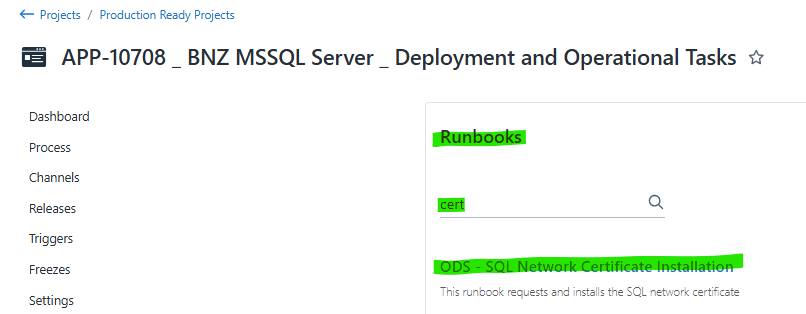 ← Projects / Production Ready Projects
APP-10708 _ BNZ MSSQL Server _ Deployment and Operational Tasks
Dashboard
Process
Channels
Releases
Triggers
Freezes
Settings
Runbooks
cert
ODS - SQL Network Certificate Installation
This runbook requests and installs the SQL network certificate